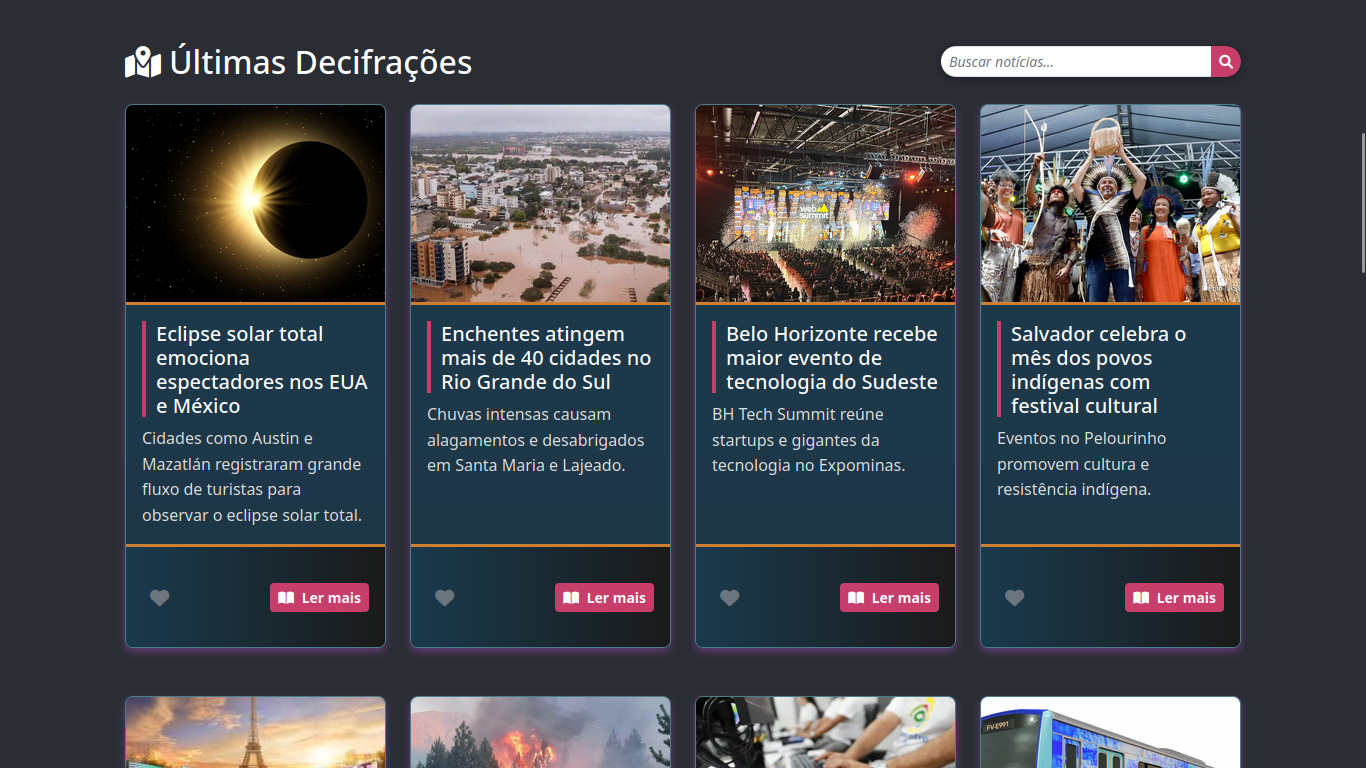 Últimas Decifrações
Buscar notícias...
web
summit
Eclipse solar total
emociona
espectadores nos EUA
e México
Cidades como Austin e
Mazatlán registraram grande
fluxo de turistas para
observar o eclipse solar total.
Ler mais
Enchentes atingem
mais de 40 cidades no
Rio Grande do Sul
Chuvas intensas causam
alagamentos e desabrigados
em Santa Maria e Lajeado.
Ler mais
Belo Horizonte recebe
maior evento de
tecnologia do Sudeste
BH Tech Summit reúne
startups e gigantes da
tecnologia no Expominas.
Ler mais
Salvador celebra o
mês dos povos
indígenas com
festival cultural
Eventos no Pelourinho
promovem cultura e
resistência indígena.
Ler mais
FV-E991